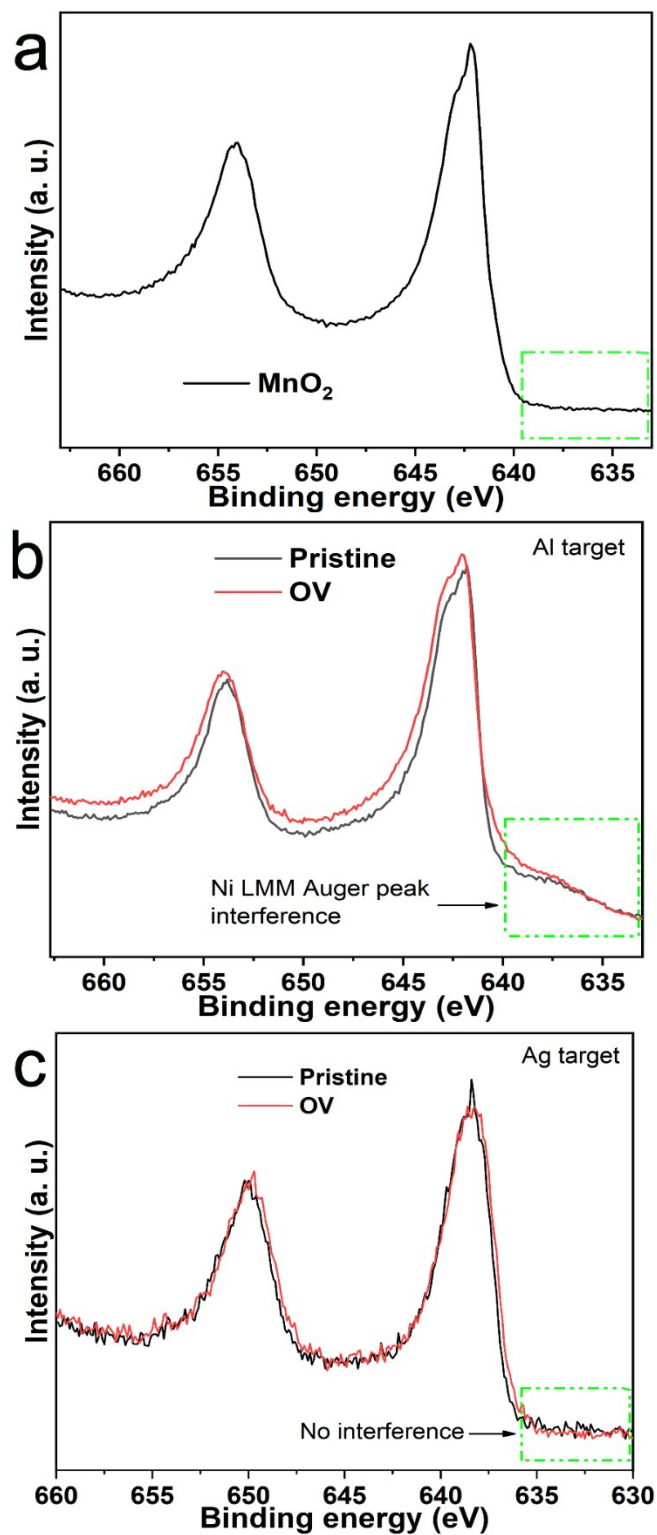 a
Intensity (a. u.)
MnO₂
660 655 650 645 640 635
Binding energy (eV)
b
Al target
Pristine
OV
Intensity (a. u.)
Ni LMM Auger peak
interference
660 655 650 645 640 635
Binding energy (eV)
c
Ag target
Pristine
OV
Intensity (a. u.)
No interference
660 655 650 645 640 635 630
Binding energy (eV)